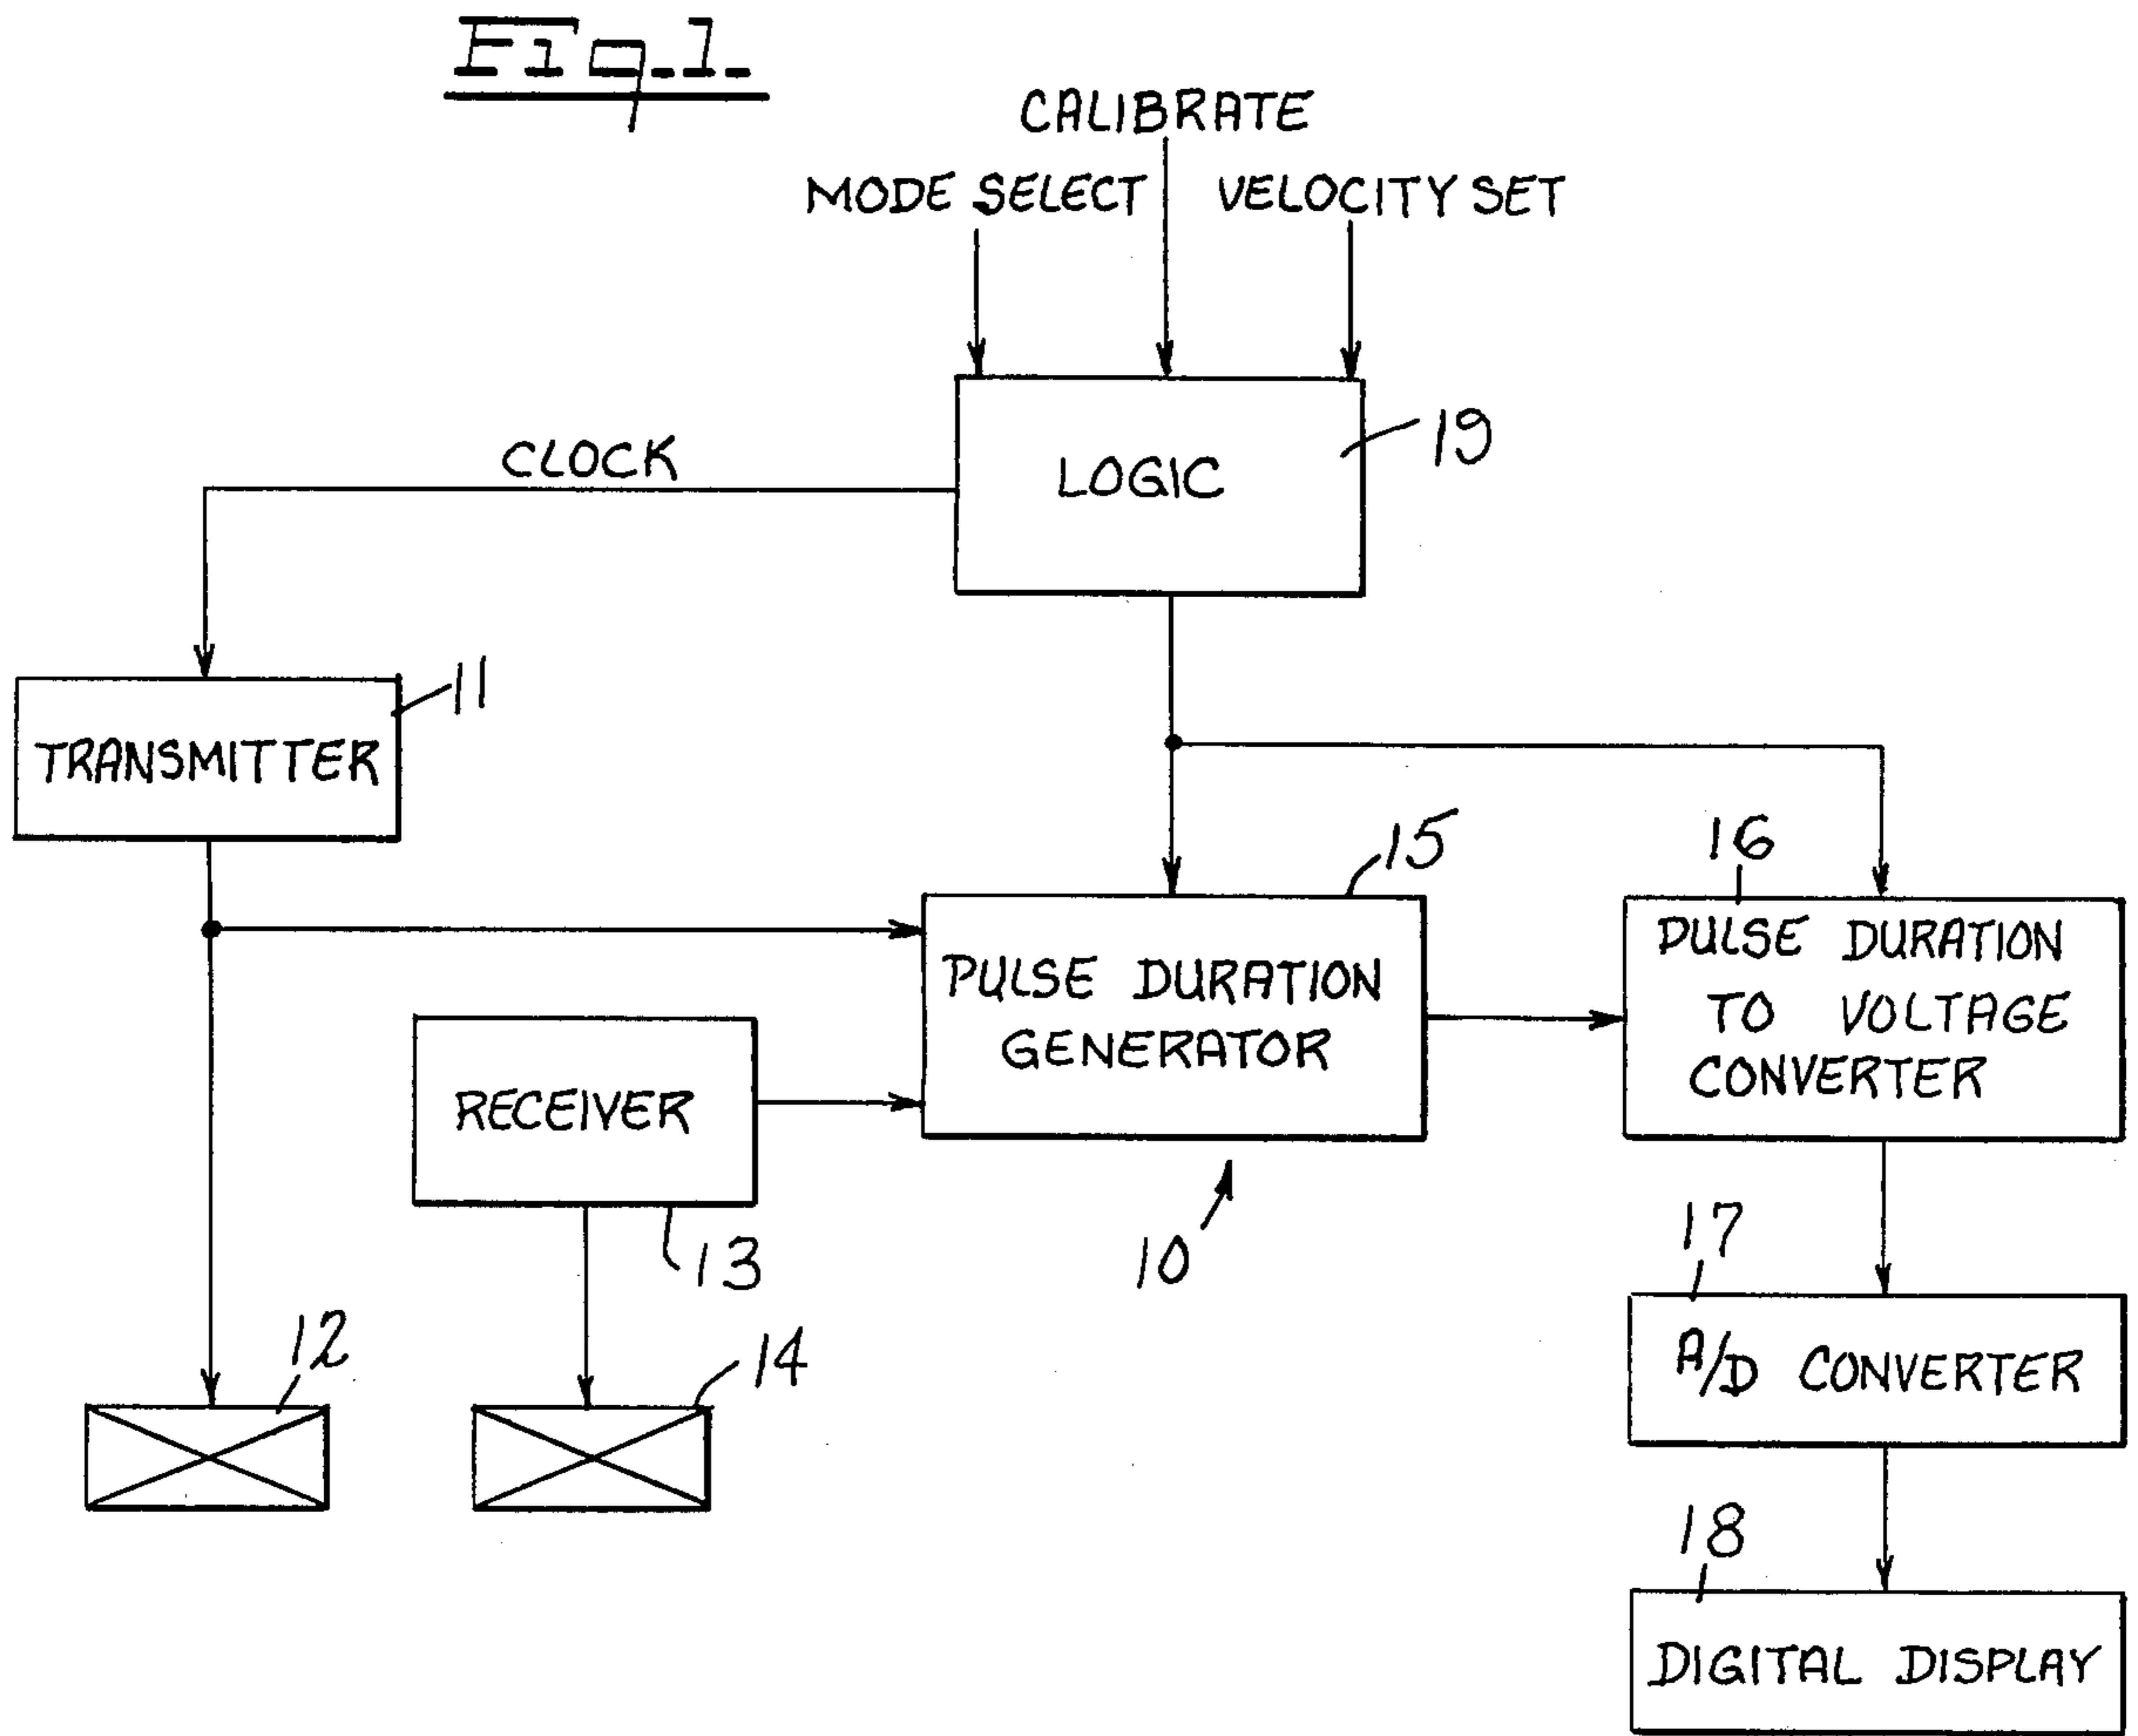 Fig. 1.
CALIBRATE
MODE SELECT
VELOCITY SET
CLOCK
LOGIC
19
TRANSMITTER
11
15
16
PULSE DURATION
GENERATOR
PULSE DURATION
TO VOLTAGE
CONVERTER
RECEIVER
13
10
17
12
14
A/D CONVERTER
18
DIGITAL DISPLAY